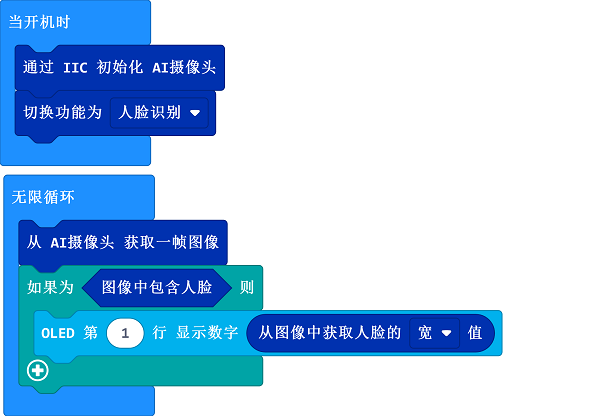 当开机时
通过 IIC 初始化 AI摄像头
切换功能为 人脸识别
无限循环
从 AI摄像头 获取一帧图像
如果为 图像中包含人脸 则
OLED 第 1 行 显示数字 从图像中获取人脸的 宽 值